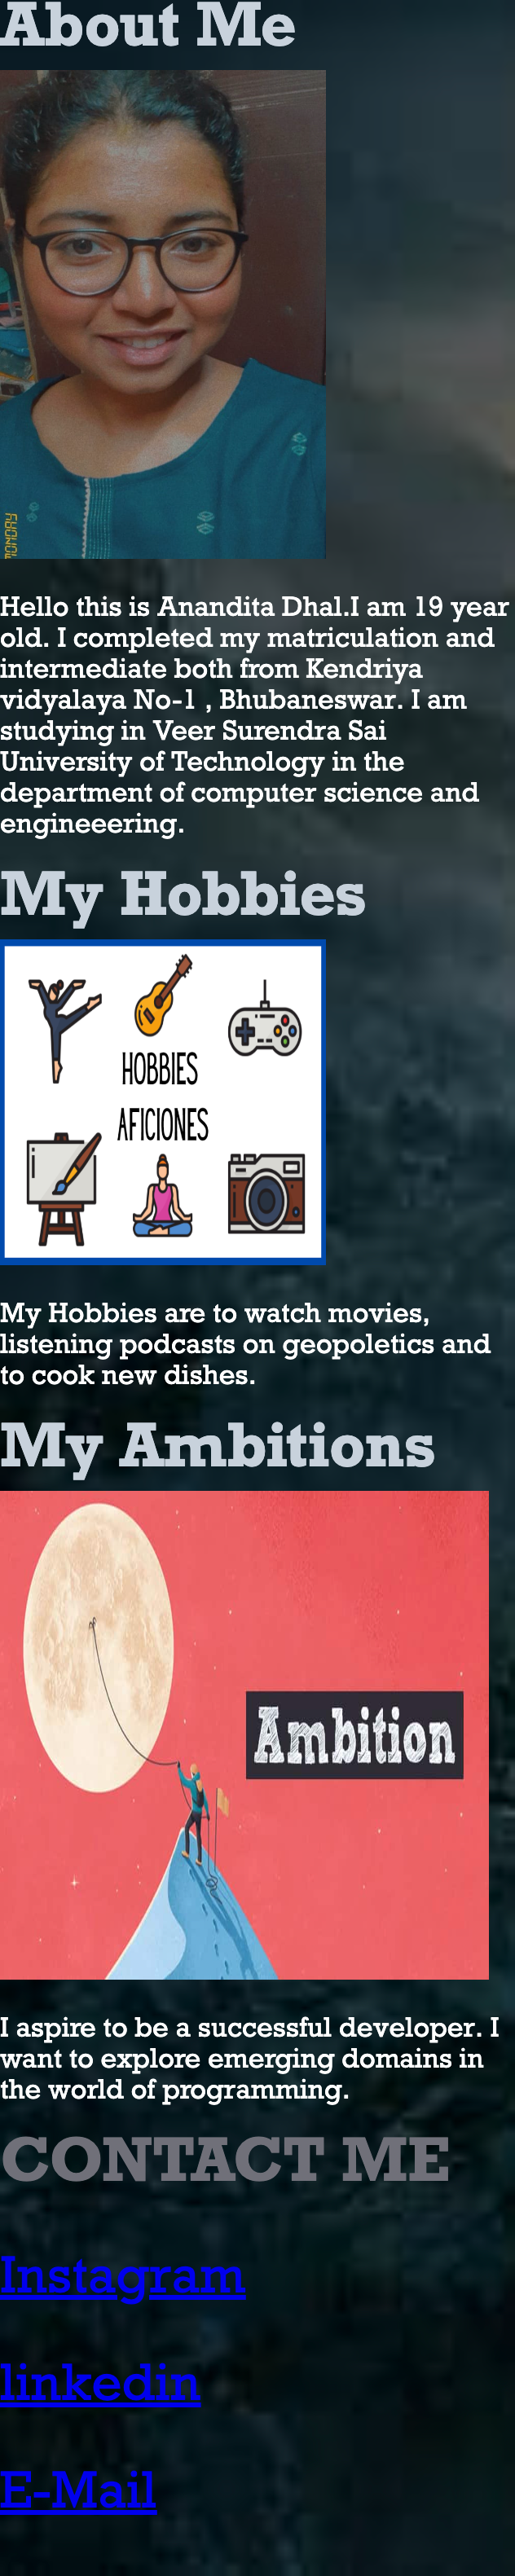 About Me
Hello this is Anandita Dhal.I am 19 year
old. I completed my matriculation and
intermediate both from Kendriya
vidyalaya No-1 , Bhubaneswar. I am
studying in Veer Surendra Sai
University of Technology in the
department of computer science and
engineeering.
My Hobbies
HOBBIES
AFICIONES
My Hobbies are to watch movies,
listening podcasts on geopoletics and
to cook new dishes.
My Ambitions
Ambition
I aspire to be a successful developer. I
want to explore emerging domains in
the world of programming.
CONTACT ME
Instagram
linkedin
E-Mail